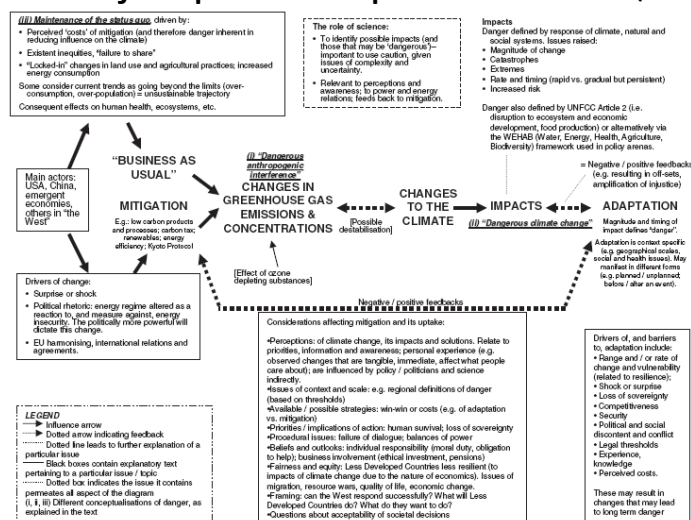 (iii) Maintenance of the status quo, driven by:
• Perceived 'costs' of mitigation (and therefore danger inherent in
reducing influence on the climate)
• Existent inequities, "failure to share"
• "Locked-in" changes in land use and agricultural practices; increased
energy consumption
Some consider current trends as going beyond the limits (over-
consumption, over-population) = unsustainable trajectory
Consequent effects on human health, ecosystems, etc.
The role of science:
• To identify possible impacts (and
those that may be 'dangerous')–
important to use caution, given
issues of complexity and
uncertainty.
• Relevant to perceptions and
awareness; to power and energy
relations; feeds back to mitigation.
Impacts
Danger defined by response of climate, natural and
social systems. Issues raised:
• Magnitude of change
• Catastrophes
• Extremes
• Rate and timing (rapid vs. gradual but persistent)
• Increased risk
Danger also defined by UNFCC Article 2 (i.e.
disruption to ecosystem and economic
development, food production) or alternatively via
the WEHAB (Water, Energy, Health, Agriculture,
Biodiversity) framework used in policy arenas.
= Negative / positive feedbacks
(e.g. resulting in off-sets,
amplification of injustice)
Main actors:
USA, China,
emergent
economies,
others in "the
West"
"BUSINESS AS
USUAL"
MITIGATION
E.g.: low carbon products
and processes; carbon tax;
renewables; energy
efficiency; Kyoto Protocol
(i) "Dangerous
anthropogenic
interference"
CHANGES IN
GREENHOUSE GAS
EMISSIONS &
CONCENTRATIONS
[Effect of ozone
depleting substances]
[Possible
destabilisation]
CHANGES
TO THE
CLIMATE
IMPACTS
(ii) "Dangerous climate change"
ADAPTATION
Magnitude and timing of
impact defines "danger".
Adaptation is context specific
(e.g. geographical scales,
social and health issues). May
manifest in different forms
(e.g. planned / unplanned;
before / after an event).
Drivers of change:
• Surprise or shock
• Political rhetoric: energy regime altered as a
reaction to, and measure against, energy
insecurity. The politically more powerful will
dictate this change.
• EU harmonising, international relations and
agreements.
Negative / positive feedbacks
Considerations affecting mitigation and its uptake:
•Perceptions: of climate change, its impacts and solutions. Relate to
priorities, information and awareness; personal experience (e.g.
observed changes that are tangible, immediate, affect what people
care about); are influenced by policy / politicians and science
indirectly.
•Issues of context and scale: e.g. regional definitions of danger
(based on thresholds)
•Available / possible strategies: win-win or costs (e.g. of adaptation
vs. mitigation)
•Priorities / implications of action: human survival; loss of sovereignty
•Procedural issues: failure of dialogue; balances of power
•Beliefs and outlooks: individual responsibility (moral duty, obligation
to help); business involvement (ethical investment, pensions)
•Fairness and equity: Less Developed Countries less resilient (to
impacts of climate change due to the nature of economics). Issues of
migration, resource wars, quality of life, economic change.
•Framing: can the West respond successfully? What will Less
Developed Countries do? What do they want to do?
•Questions about acceptability of societal decisions
Drivers of, and barriers
to, adaptation include:
• Range and / or rate of
change and vulnerability
(related to resilience);
• Shock or surprise
• Loss of sovereignty
• Competitiveness
• Security
• Political and social
discontent and conflict
• Legal thresholds
• Experience,
knowledge
• Perceived costs.
These may result in
changes that may lead
to long term danger
LEGEND
Influence arrow
Dotted arrow indicating feedback
Dotted line leads to further explanation of a
particular issue
Black boxes contain explanatory text
pertaining to a particular issue / topic
Dotted box indicates the issue it contains
permeates all aspect of the diagram
(i, ii, iii) Different conceptualisations of danger, as
explained in the text